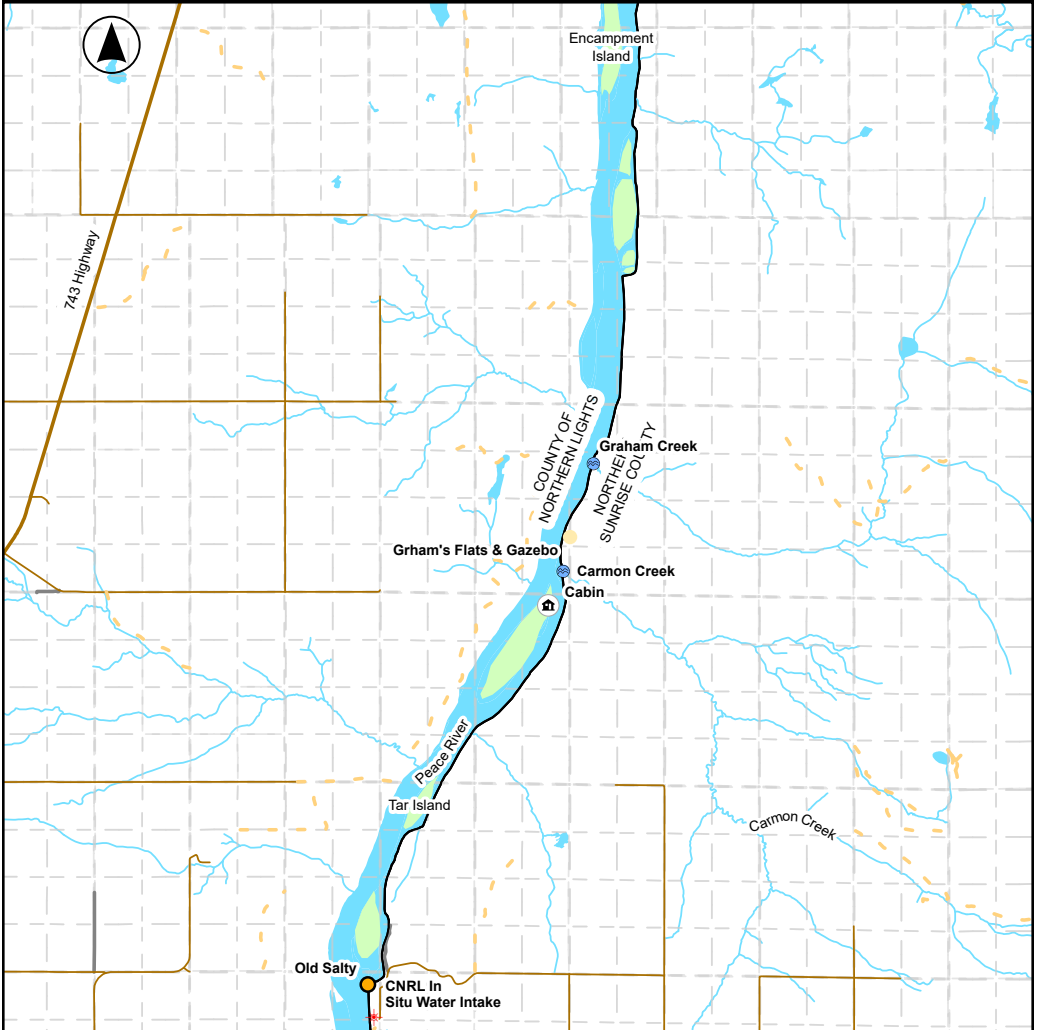 Encampment
Island
743 Highway
COUNTY OF
NORTHERN LIGHTS
Graham Creek
SUNRISE COUNTY
Grham's Flats & Gazebo
Carmon Creek
Cabin
Peace River
Tar Island
Carmon Creek
Old Salty
CNRL In
Situ Water Intake